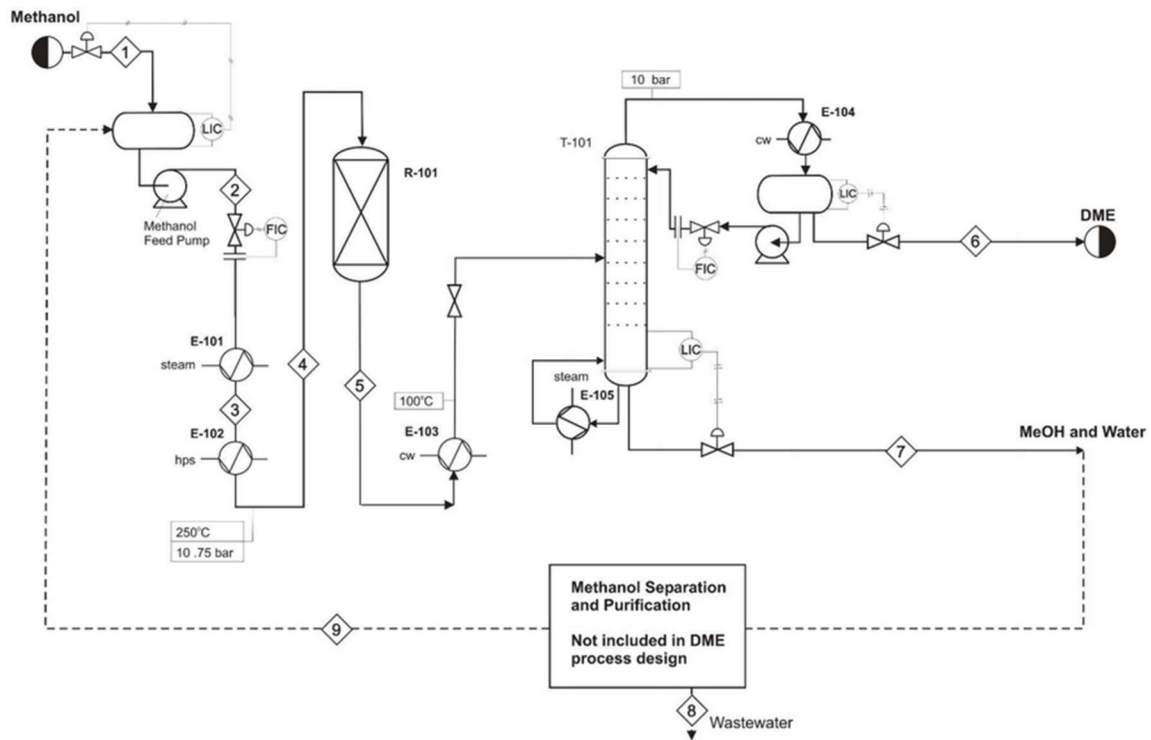 Methanol
1
LIC
2
Methanol
Feed Pump
FIC
E-101
steam
3
E-102
hps
250°C
10 .75 bar
4
R-101
5
100°C
E-103
cw
T-101
10 bar
E-104
cw
LIC
FIC
DME
6
LIC
steam
E-105
7
MeOH and Water
Methanol Separation
and Purification
Not included in DME
process design
9
8
Wastewater